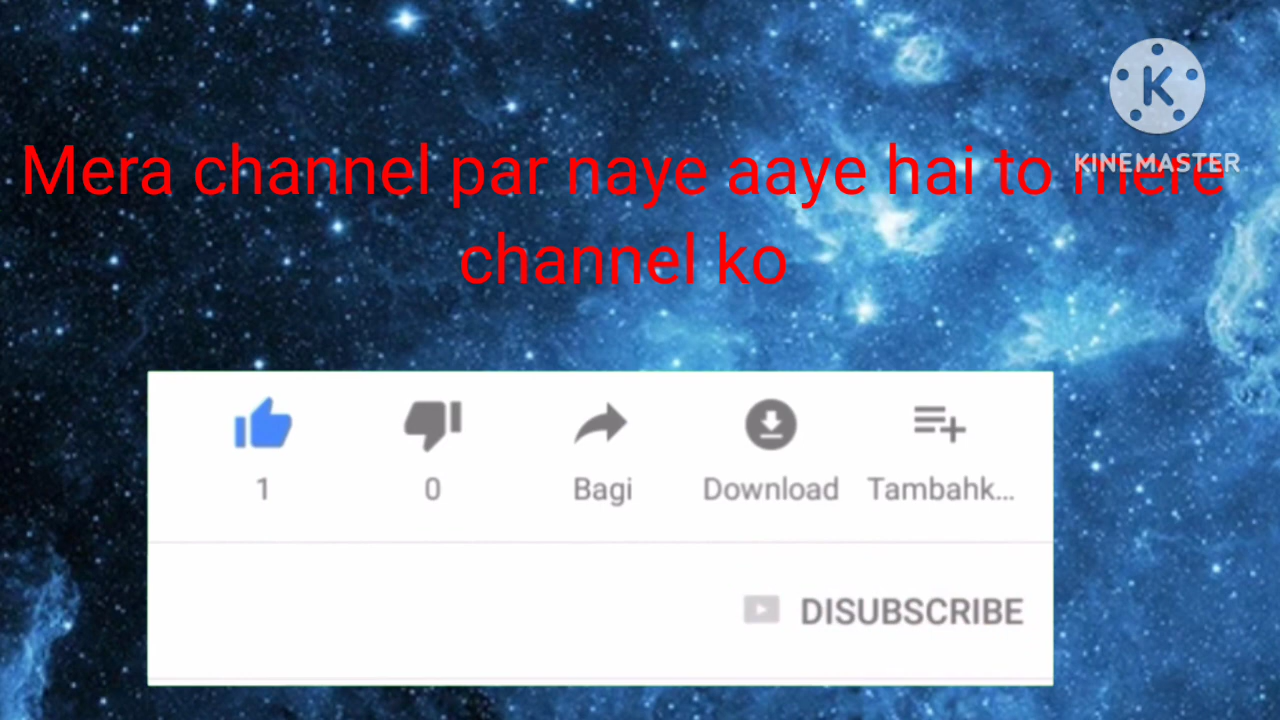 Mera channel par naye aaye hai to mere
channel ko
KINEMASTER
1
0
Bagi
Download
Tambahk...
DISUBSCRIBE